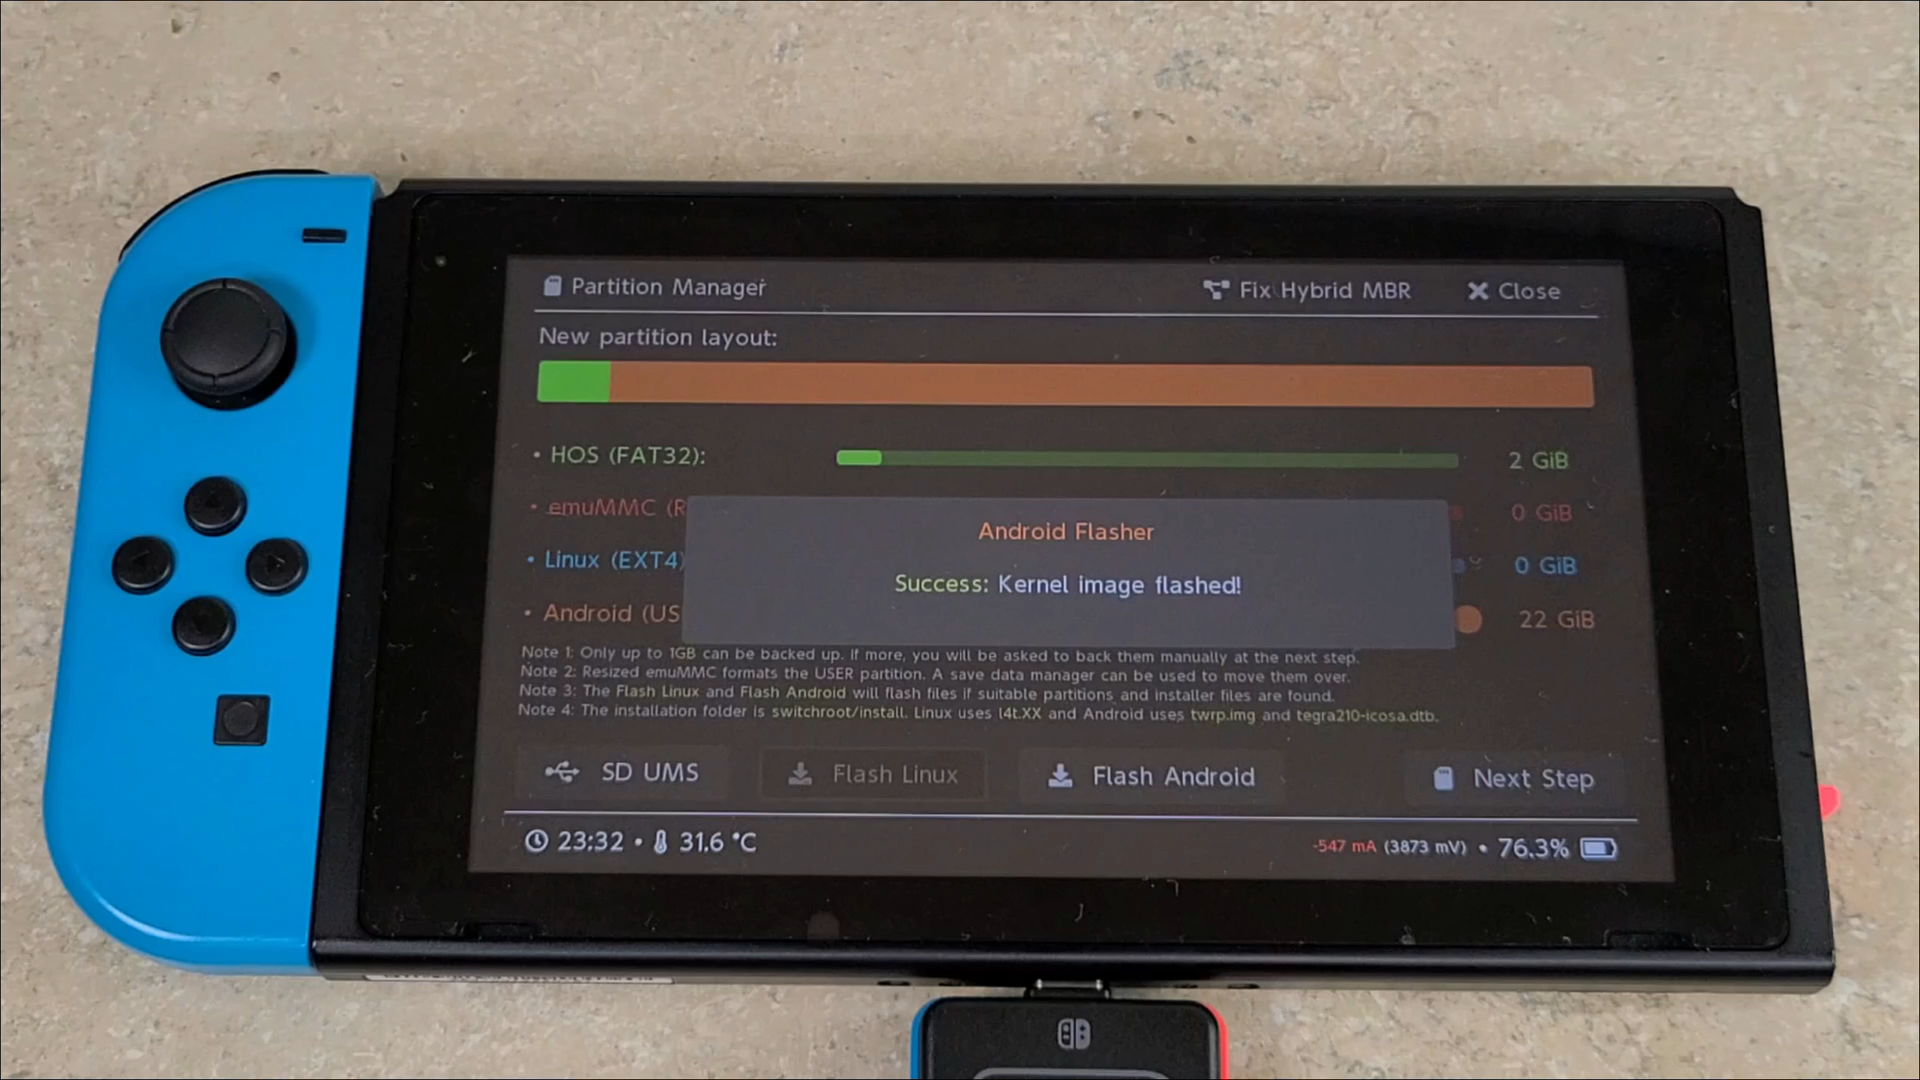 Partition Manager
Fix Hybrid MBR
Close
New partition layout:
• HOS (FAT32):
2 GiB
• emuMMC (R
0 GiB
• Linux (EXT4)
0 GiB
• Android (US
22 GiB
Android Flasher
Success: Kernel image flashed!
Note 1: Only up to 1GB can be backed up. If more, you will be asked to back them manually at the next step.
Note 2: Resized emuMMC formats the USER partition. A save data manager can be used to move them over.
Note 3: The Flash Linux and Flash Android will flash files if suitable partitions and installer files are found.
Note 4: The installation folder is switchroot/install. Linux uses l4t.XX and Android uses twrp.img and tegra210-icosa.dtb.
SD UMS
Flash Linux
Flash Android
Next Step
23:32 • 31.6 °C
-547 mA (3873 mV) • 76.3%